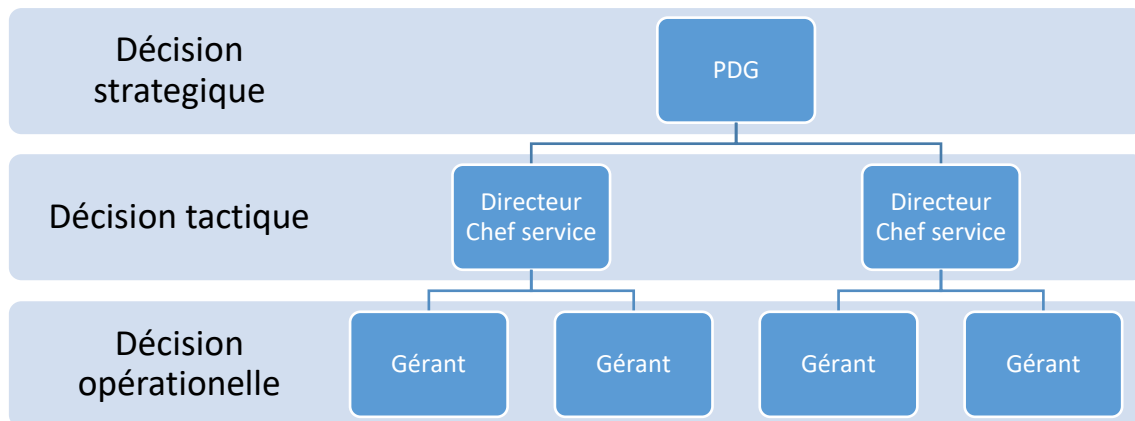 Décision
strategique
PDG
Décision tactique
Directeur
Chef service
Directeur
Chef service
Décision
opérationelle
Gérant
Gérant
Gérant
Gérant